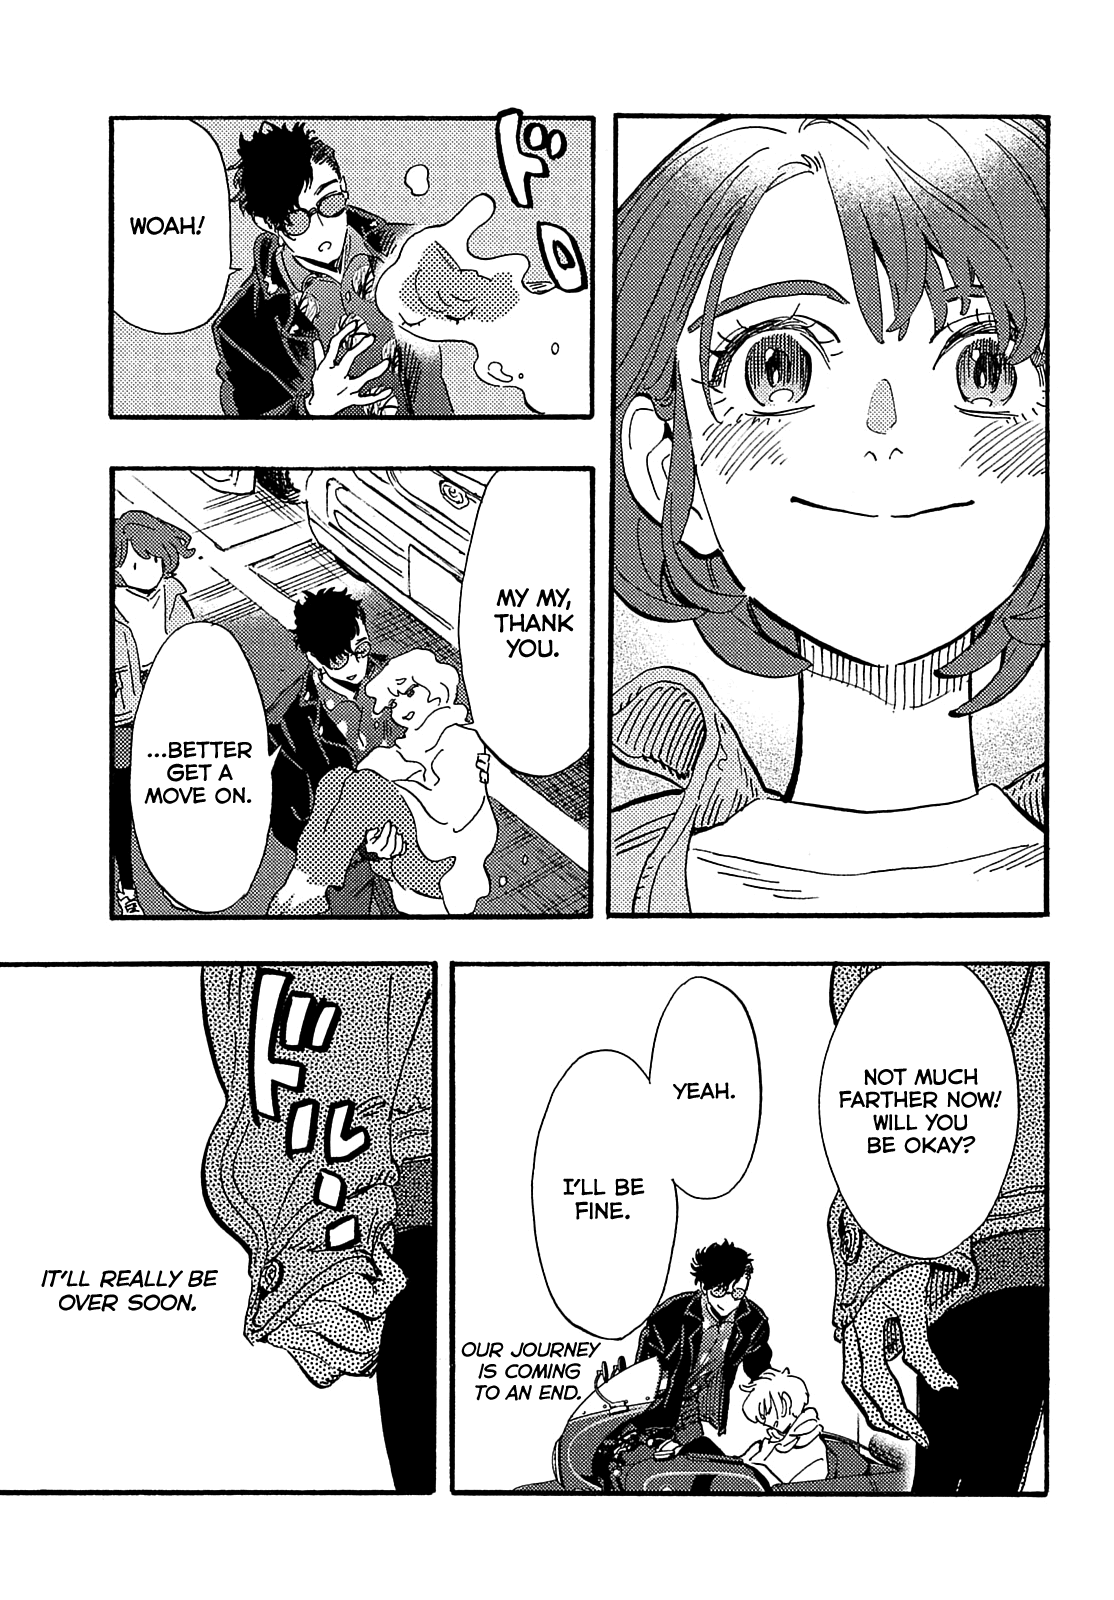 ドロ
WOAH!
MY MY,
THANK
YOU.
...BETTER
GET A
MOVE ON.
NOT MUCH
FARTHER NOW!
WILL YOU
BE OKAY?
YEAH.
I'LL BE
FINE.
OUR JOURNEY
IS COMING
TO AN END.
ドル...
IT'LL REALLY BE
OVER SOON.